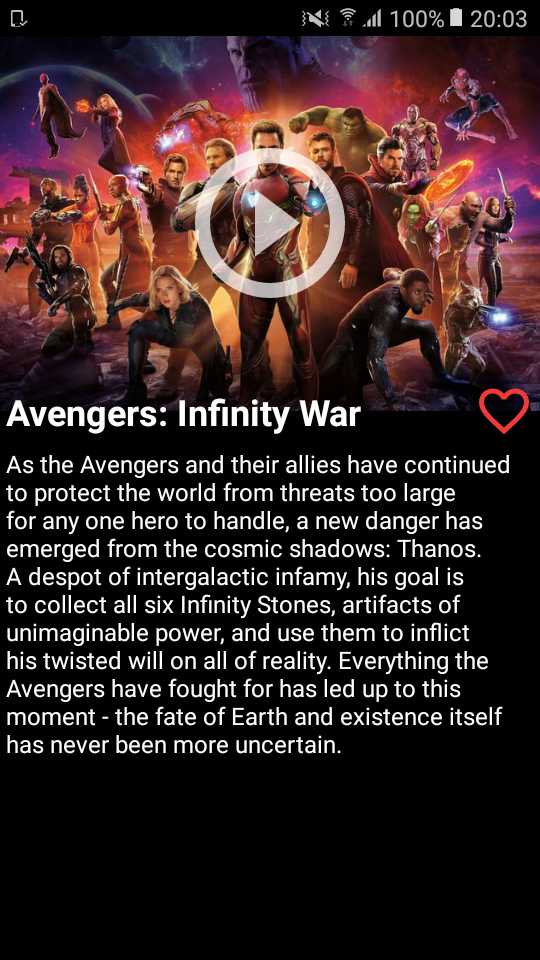 100% 20:03
Avengers: Infinity War
As the Avengers and their allies have continued
to protect the world from threats too large
for any one hero to handle, a new danger has
emerged from the cosmic shadows: Thanos.
A despot of intergalactic infamy, his goal is
to collect all six Infinity Stones, artifacts of
unimaginable power, and use them to inflict
his twisted will on all of reality. Everything the
Avengers have fought for has led up to this
moment - the fate of Earth and existence itself
has never been more uncertain.